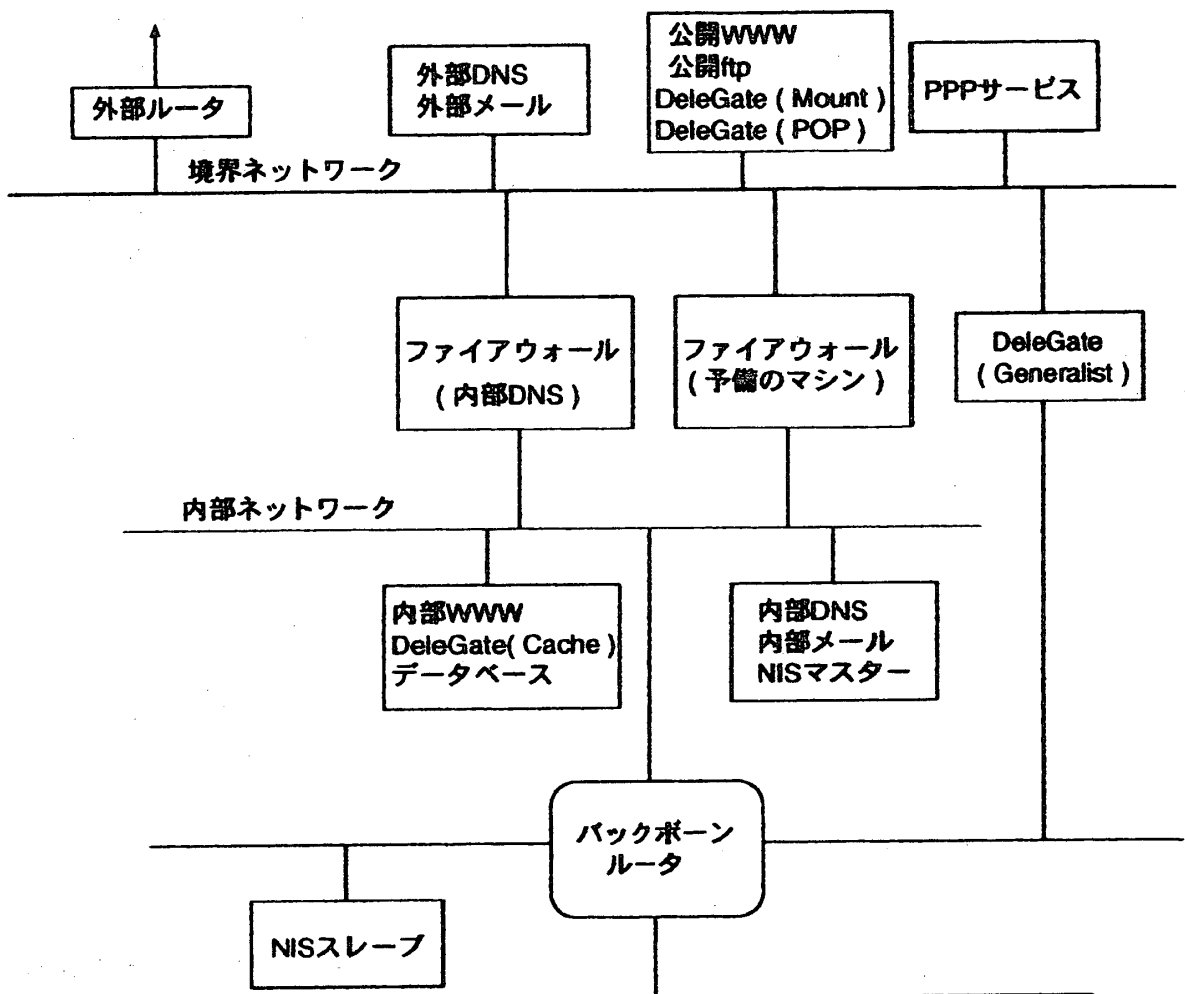 外部ルータ
外部DNS
外部メール
公開WWW
公開ftp
DeleGate ( Mount )
DeleGate ( POP )
PPPサービス
境界ネットワーク
ファイアウォール
( 内部DNS )
ファイアウォール
( 予備のマシン )
DeleGate
( Generalist )
内部ネットワーク
内部WWW
DeleGate( Cache )
データベース
内部DNS
内部メール
NISマスター
バックボーン
ルータ
NISスレーブ